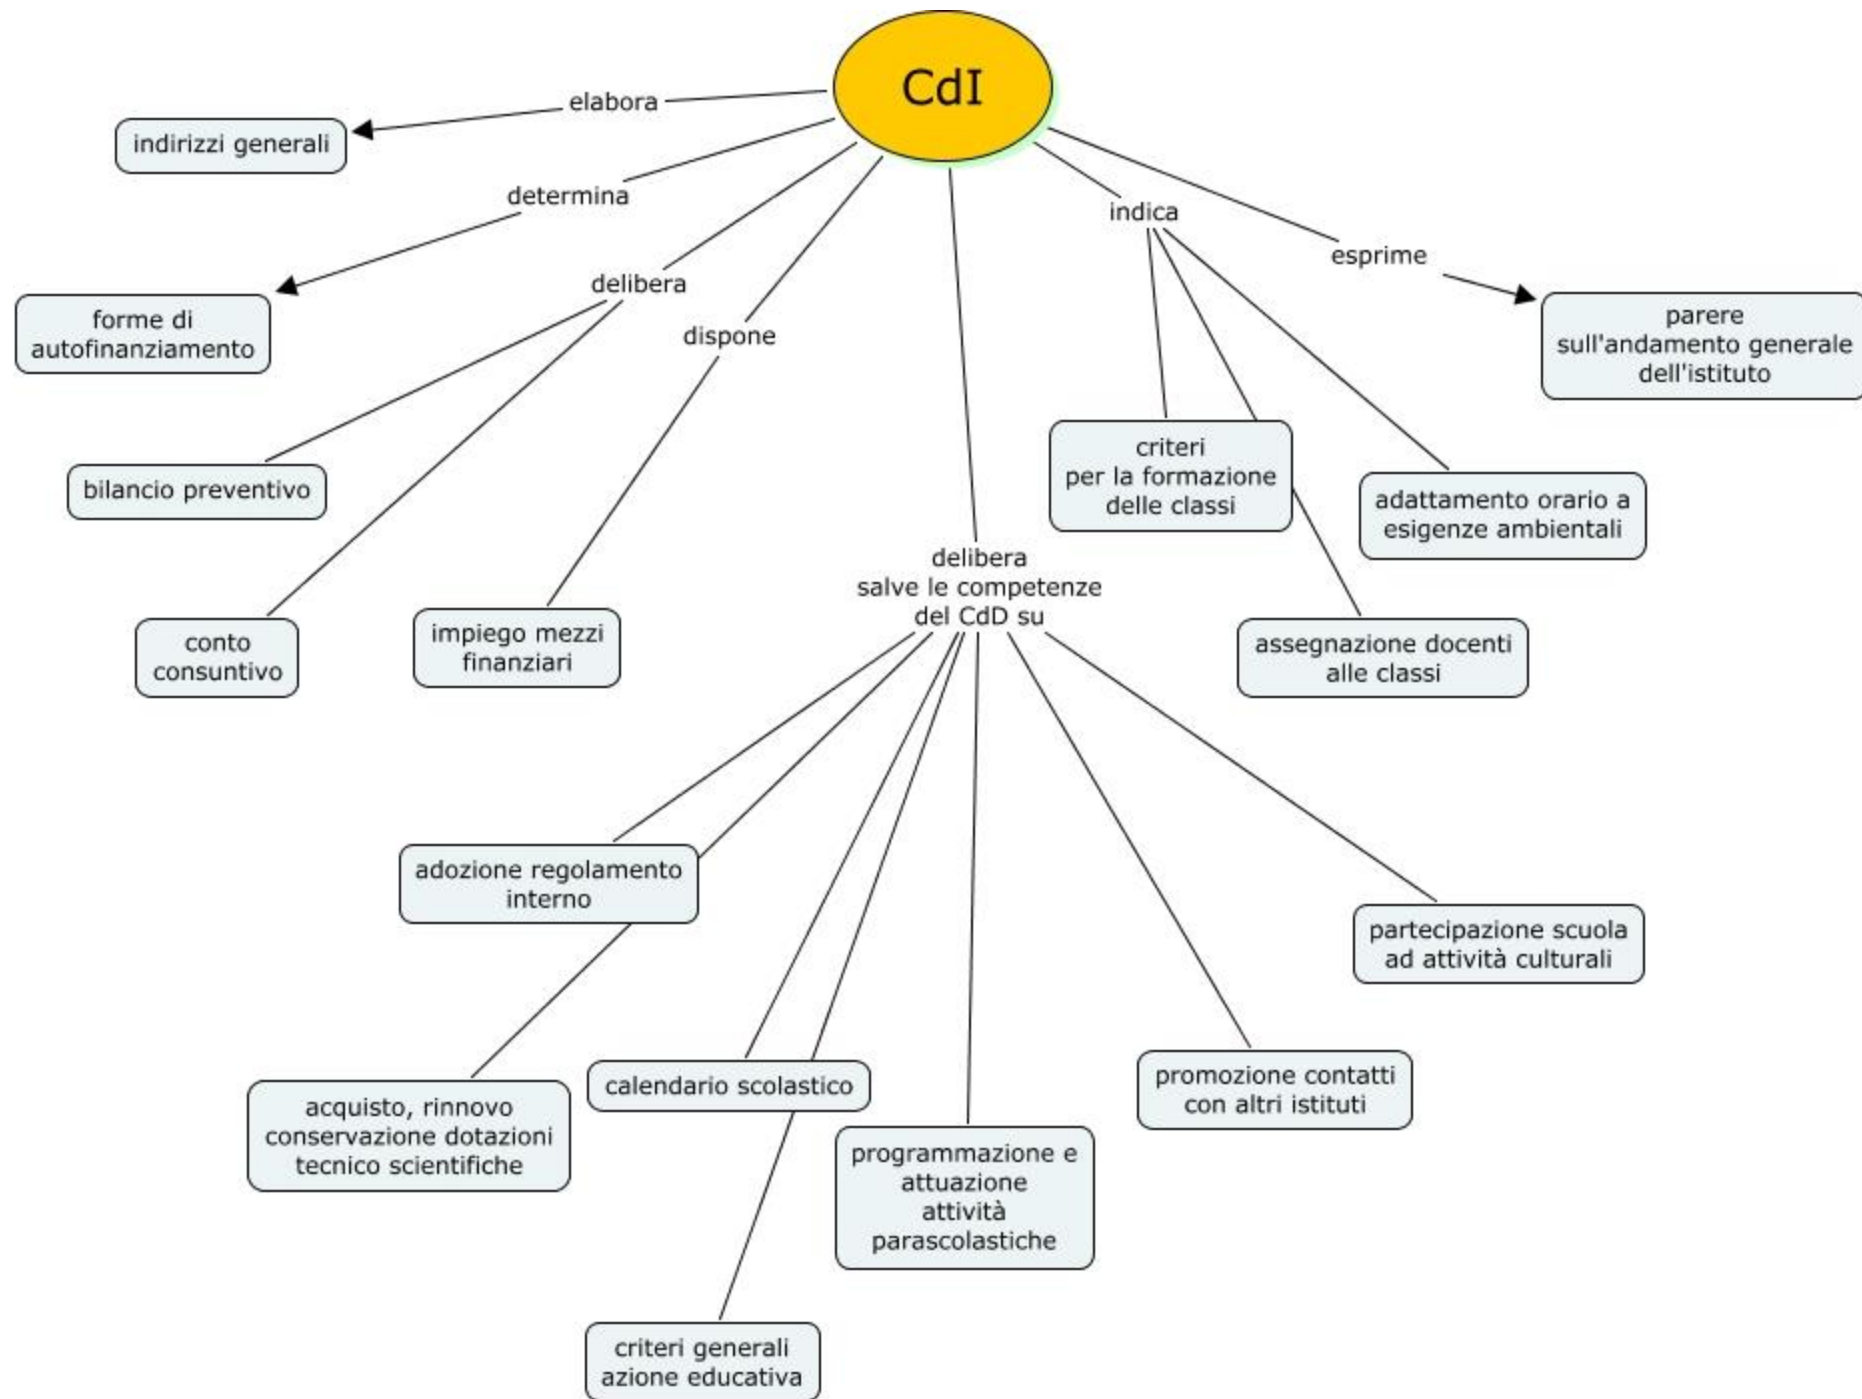 CdI
elabora
indirizzi generali
determina
forme di
autofinanziamento
delibera
bilancio preventivo
conto
consuntivo
dispone
impiego mezzi
finanziari
delibera
salve le competenze
del CdD su
adozione regolamento
interno
acquisto, rinnovo
conservazione dotazioni
tecnico scientifiche
calendario scolastico
criteri generali
azione educativa
programmazione e
attuazione
attività
parascolastiche
promozione contatti
con altri istituti
partecipazione scuola
ad attività culturali
indica
criteri
per la formazione
delle classi
assegnazione docenti
alle classi
adattamento orario a
esigenze ambientali
esprime
parere
sull'andamento generale
dell'istituto